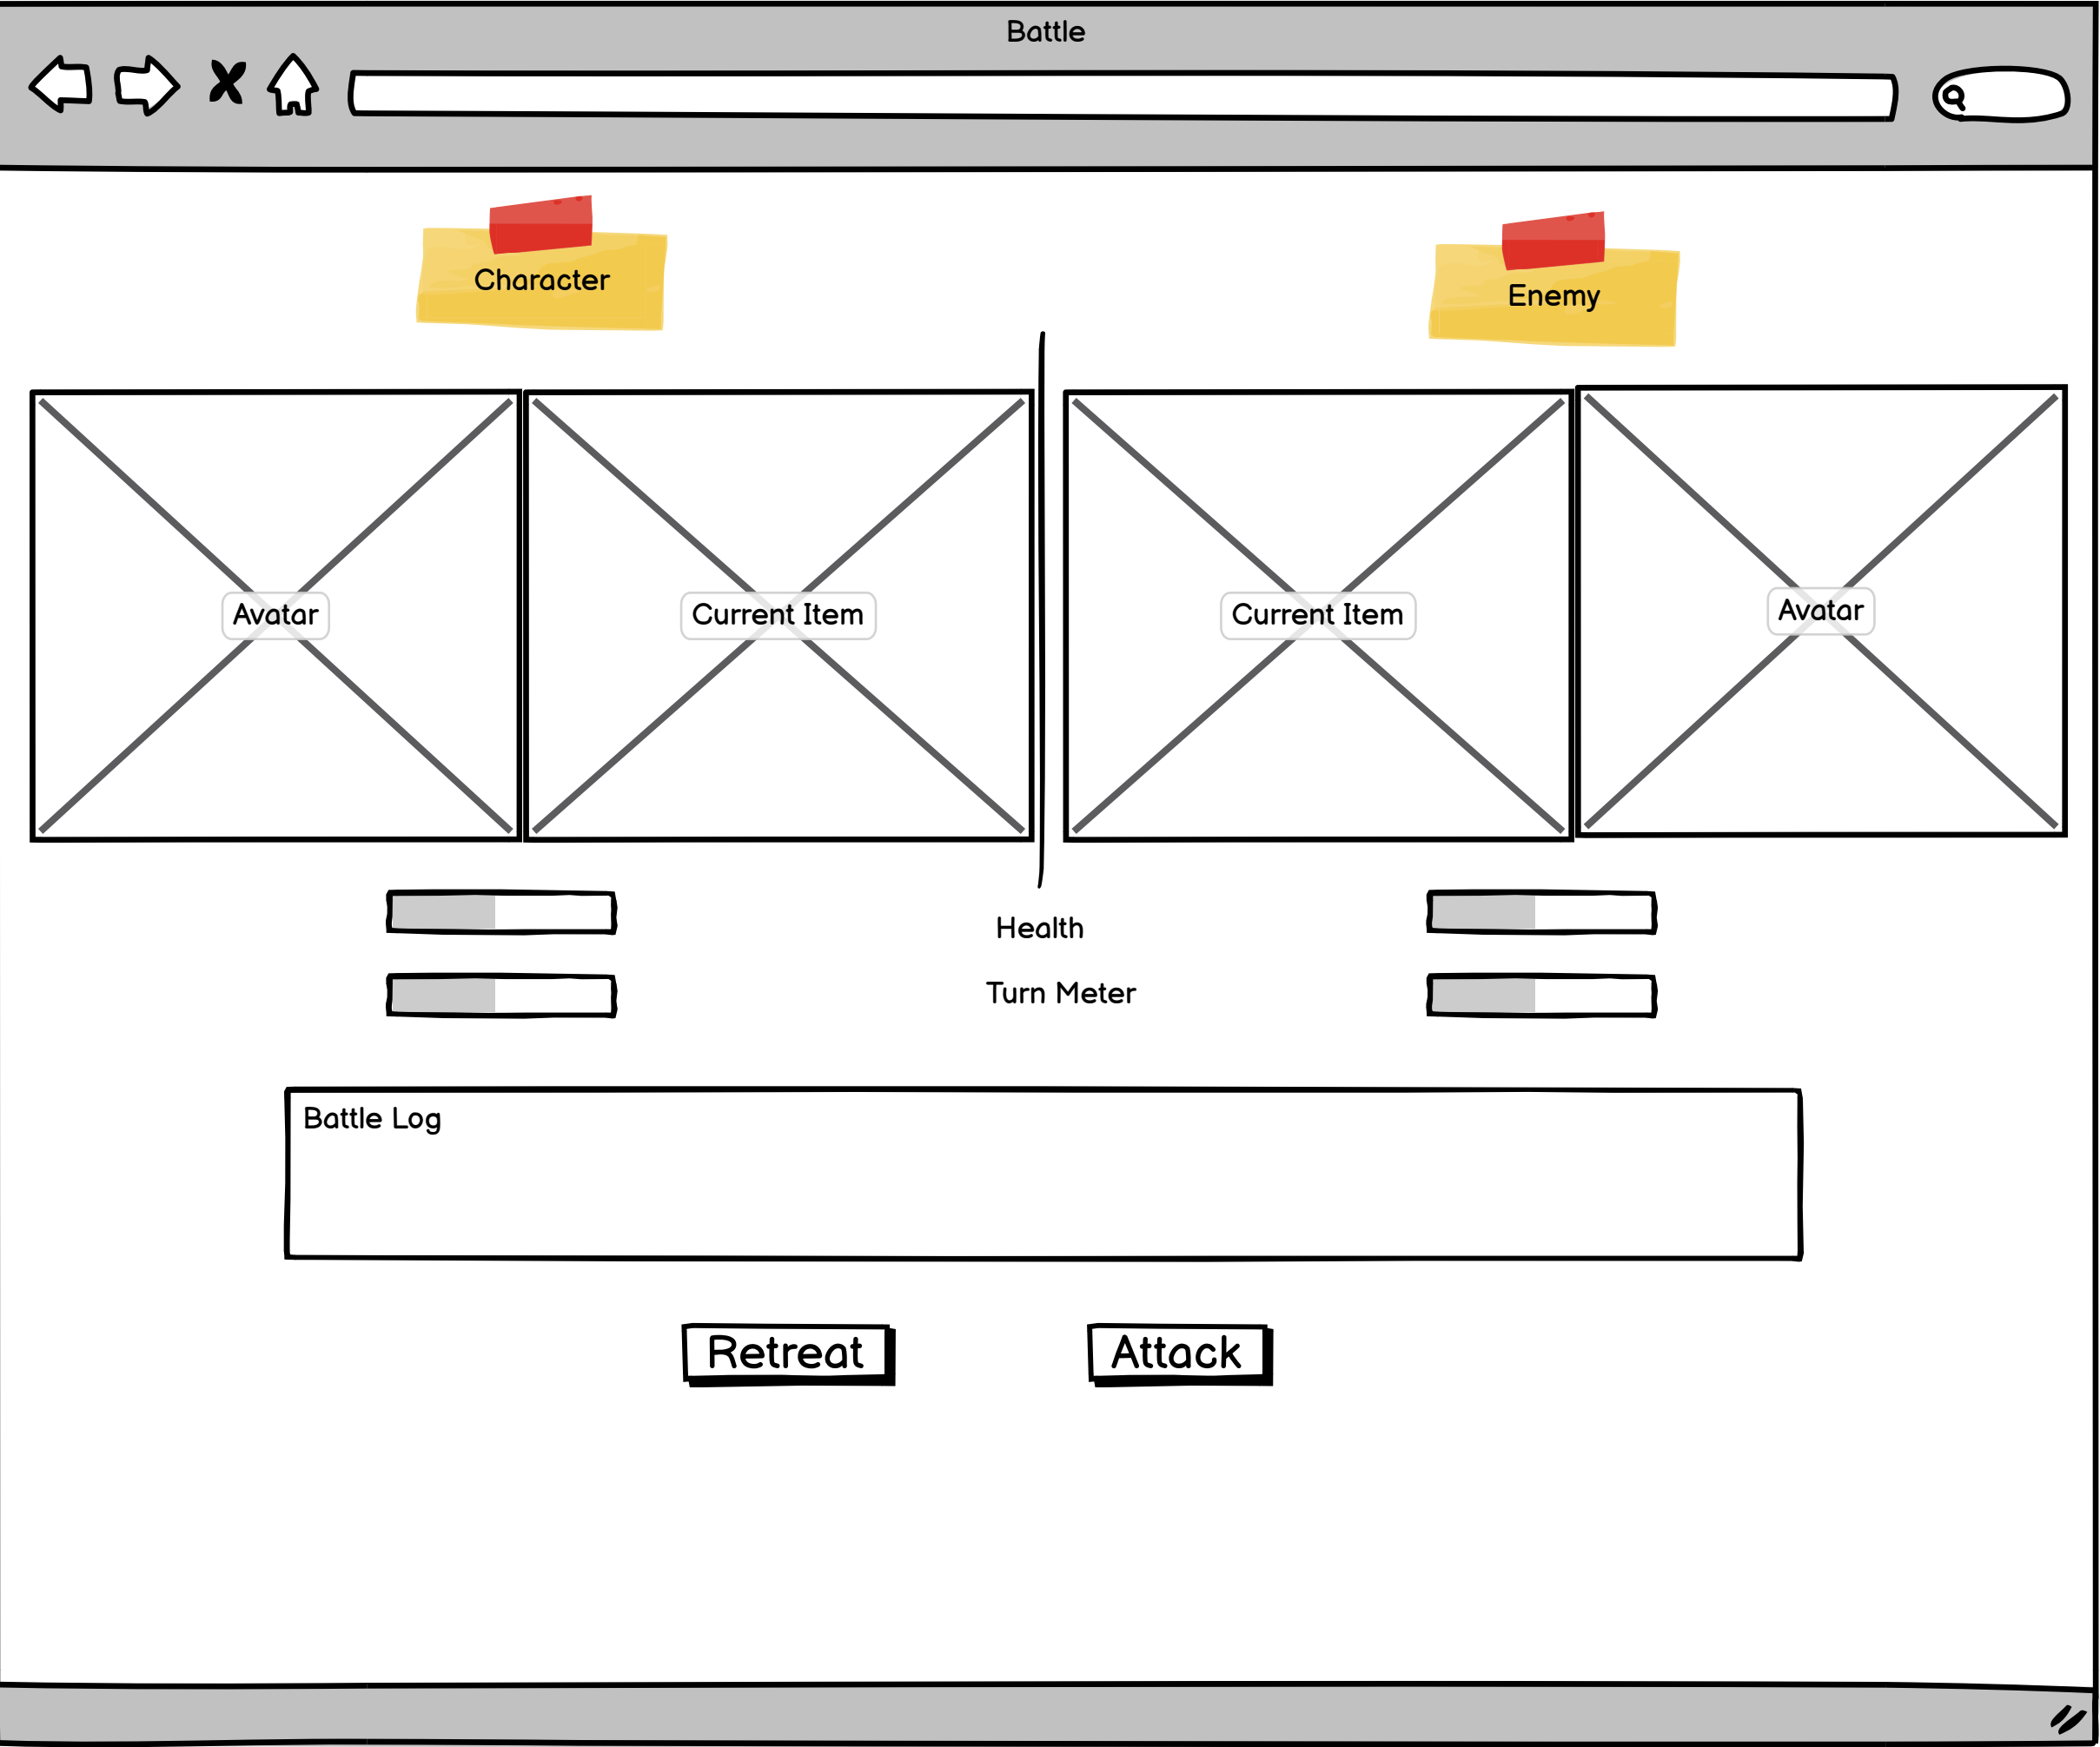 Battle
Character
Enemy
Avatar
Current Item
Current Item
Avatar
Health
Turn Meter
Battle Log
Retreat
Attack